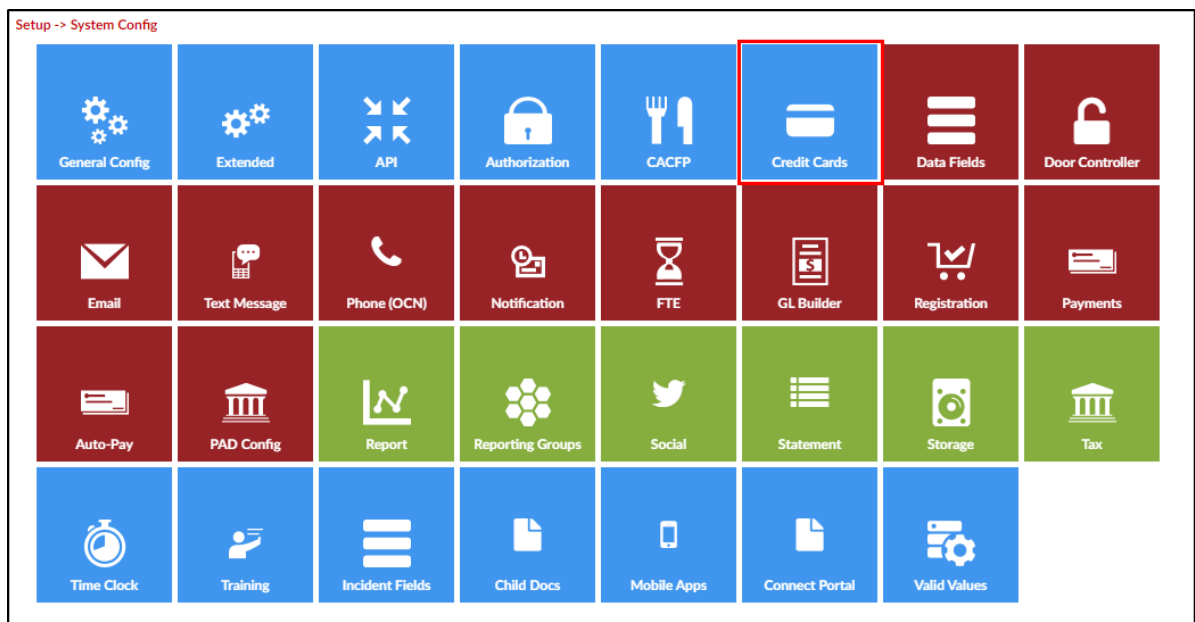 Setup -> System Config
General Config
Extended
API
Authorization
CACFP
Credit Cards
Data Fields
Door Controller
Email
Text Message
Phone (OCN)
Notification
FTE
$
GL Builder
Registration
Payments
Auto-Pay
PAD Config
Report
Reporting Groups
Social
Statement
Storage
Tax
Time Clock
Training
Incident Fields
Child Docs
Mobile Apps
Connect Portal
Valid Values